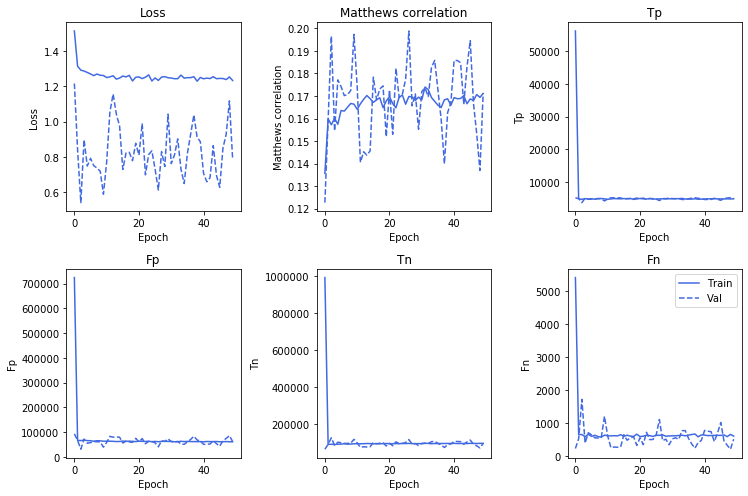 Loss
Matthews correlation
Tp
1.4
1.2
1.0
0.8
0.6
Loss
0 20 40
Epoch
0.20
0.19
0.18
0.17
0.16
0.15
0.14
0.13
0.12
Matthews correlation
0 20 40
Epoch
50000
40000
30000
20000
10000
Tp
0 20 40
Epoch
Fp
Tn
Fn
700000
600000
500000
400000
300000
200000
100000
0
Fp
0 20 40
Epoch
1000000
800000
600000
400000
200000
Tn
0 20 40
Epoch
5000
4000
3000
2000
1000
0
Fn
Train
Val
0 20 40
Epoch